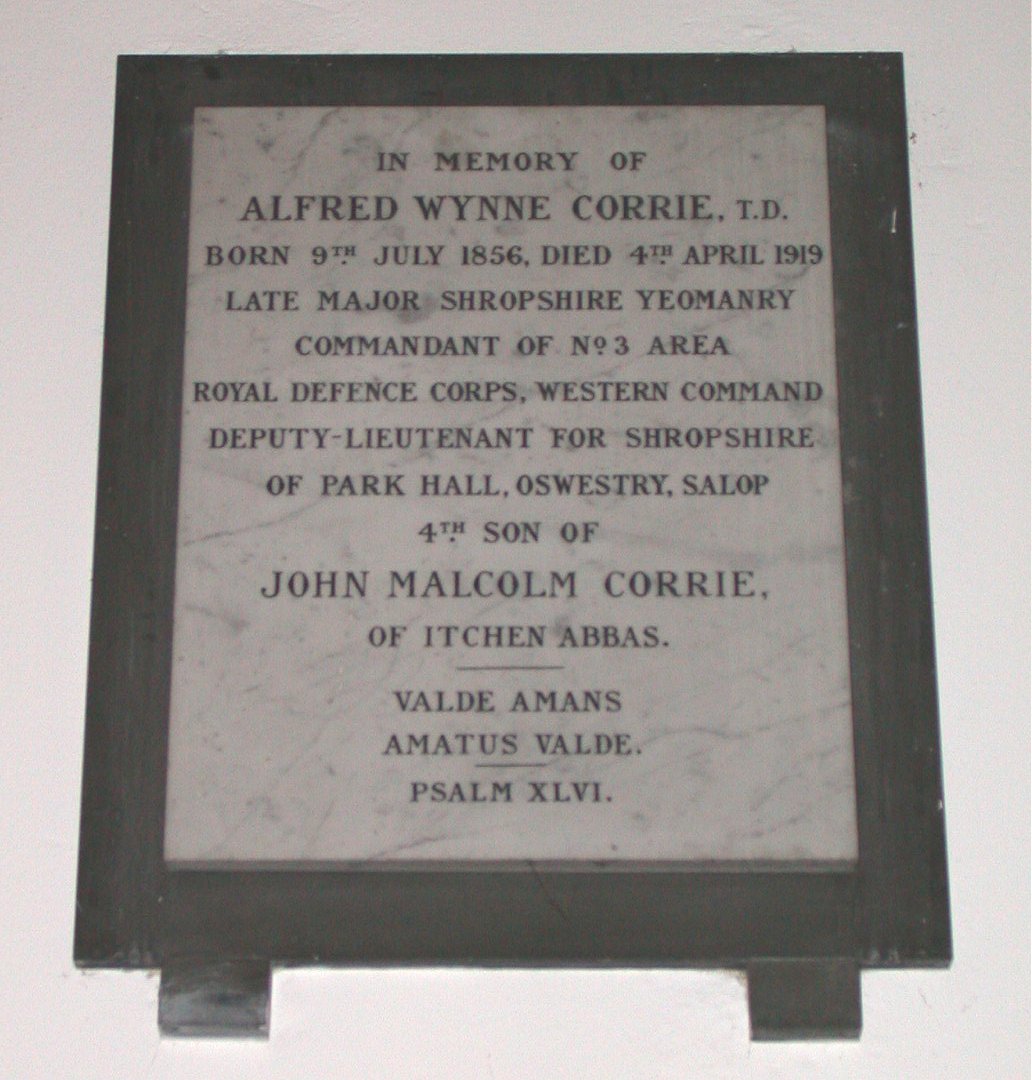 IN MEMORY OF
ALFRED WYNNE CORRIE, T.D.
BORN 9TH. JULY 1856, DIED 4TH. APRIL 1919
LATE MAJOR SHROPSHIRE YEOMANRY
COMMANDANT OF Nº 3 AREA
ROYAL DEFENCE CORPS, WESTERN COMMAND
DEPUTY-LIEUTENANT FOR SHROPSHIRE
OF PARK HALL, OSWESTRY, SALOP
4TH. SON OF
JOHN MALCOLM CORRIE,
OF ITCHEN ABBAS.
VALDE AMANS
AMATUS VALDE.
PSALM XLVI.